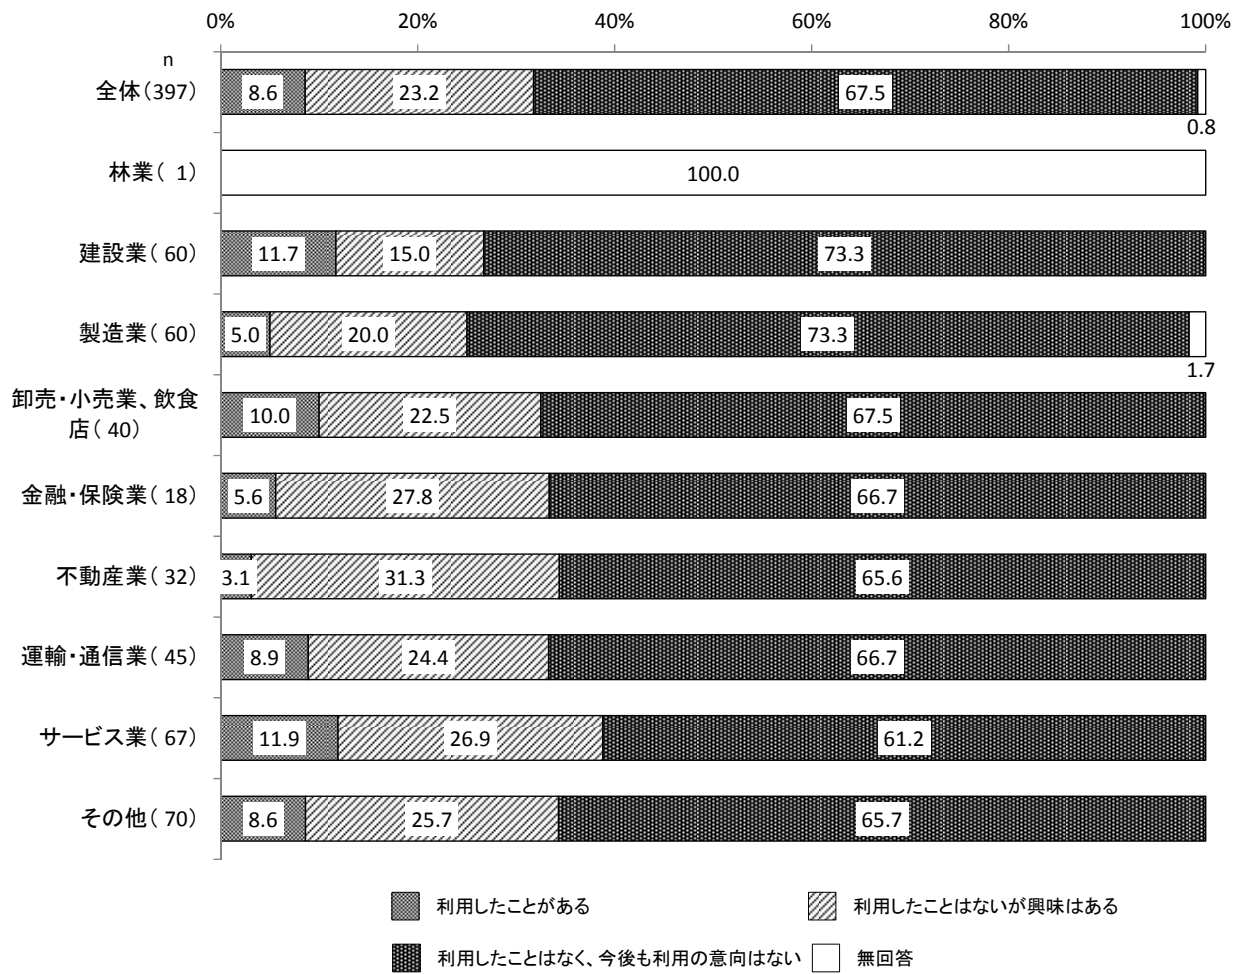 0% 20% 40% 60% 80% 100%
n
全体(397) 8.6 23.2 67.5
0.8
林業( 1) 100.0
建設業( 60) 11.7 15.0 73.3
製造業( 60) 5.0 20.0 73.3
1.7
卸売・小売業、飲食
店( 40) 10.0 22.5 67.5
金融・保険業( 18) 5.6 27.8 66.7
不動産業( 32) 3.1 31.3 65.6
運輸・通信業( 45) 8.9 24.4 66.7
サービス業( 67) 11.9 26.9 61.2
その他( 70) 8.6 25.7 65.7
利用したことがある 利用したことはないが興味はある
利用したことはなく、今後も利用の意向はない 無回答